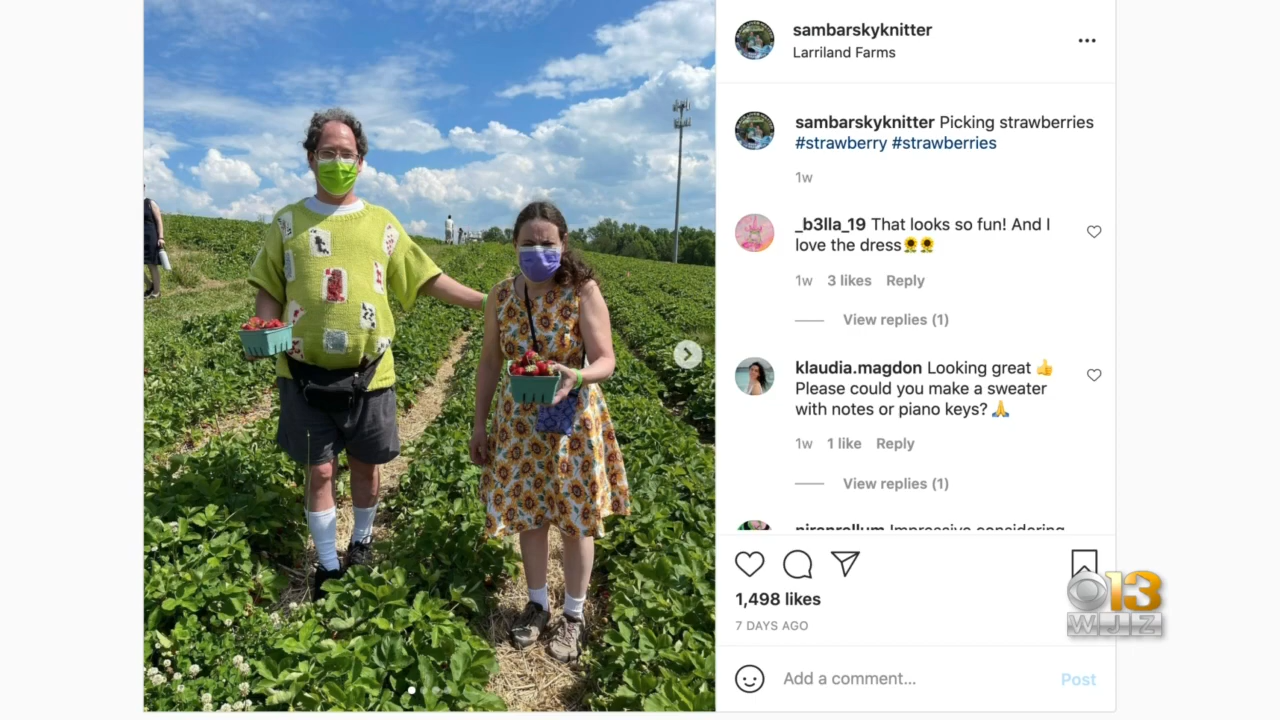 sambarskyknitter
Larriland Farms
sambarskyknitter Picking strawberries
#strawberry #strawberries
1w
_b3lla_19 That looks so fun! And I
love the dress🌻🌻
1w 3 likes Reply
View replies (1)
klaudia.magdon Looking great 👍
Please could you make a sweater
with notes or piano keys? 🙏
1w 1 like Reply
View replies (1)
Impressive considering
1,498 likes
7 DAYS AGO
Add a comment...
Post
13
WJZ